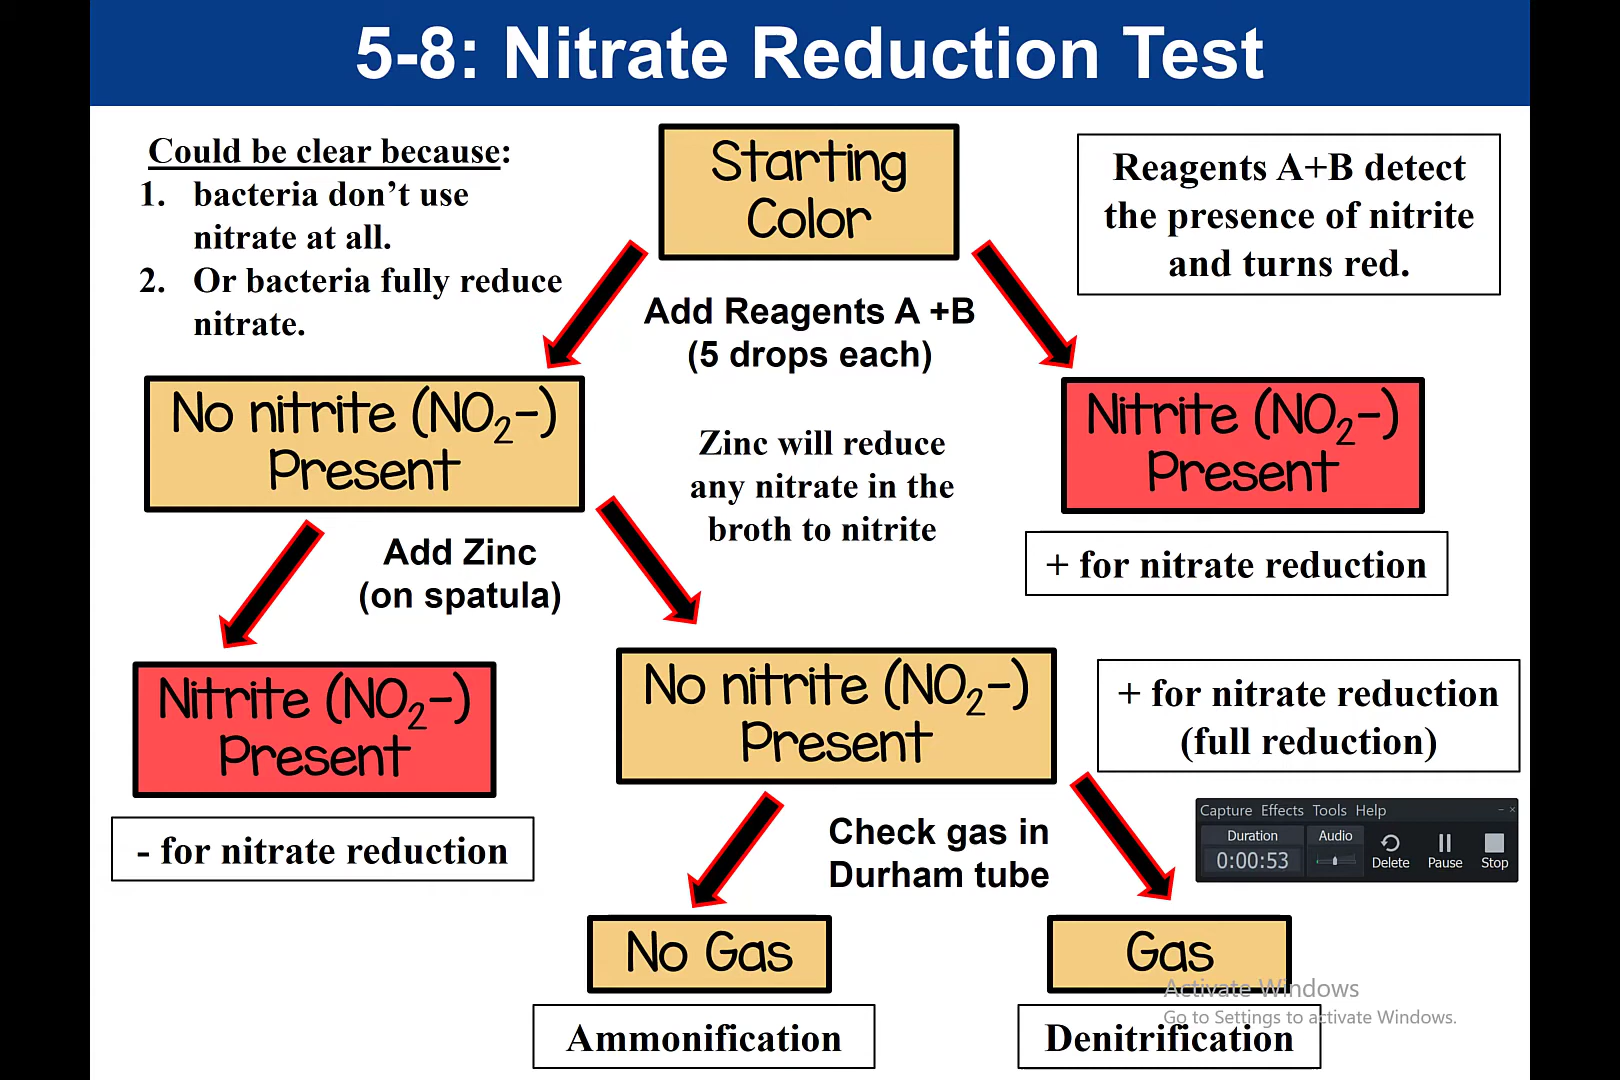 5-8: Nitrate Reduction Test
Could be clear because:
1. bacteria don’t use
nitrate at all.
2. Or bacteria fully reduce
nitrate.
Starting
Color
Reagents A+B detect
the presence of nitrite
and turns red.
Add Reagents A +B
(5 drops each)
No nitrite (NO₂-)
Present
Zinc will reduce
any nitrate in the
broth to nitrite
Nitrite (NO₂-)
Present
+ for nitrate reduction
Add Zinc
(on spatula)
Nitrite (NO₂-)
Present
- for nitrate reduction
No nitrite (NO₂-)
Present
+ for nitrate reduction
(full reduction)
Capture Effects Tools Help
Duration Audio
0:00:53 Delete Pause Stop
Check gas in
Durham tube
No Gas
Gas
Ammonification
Denitrification
Activate Windows
Go to Settings to activate Windows.